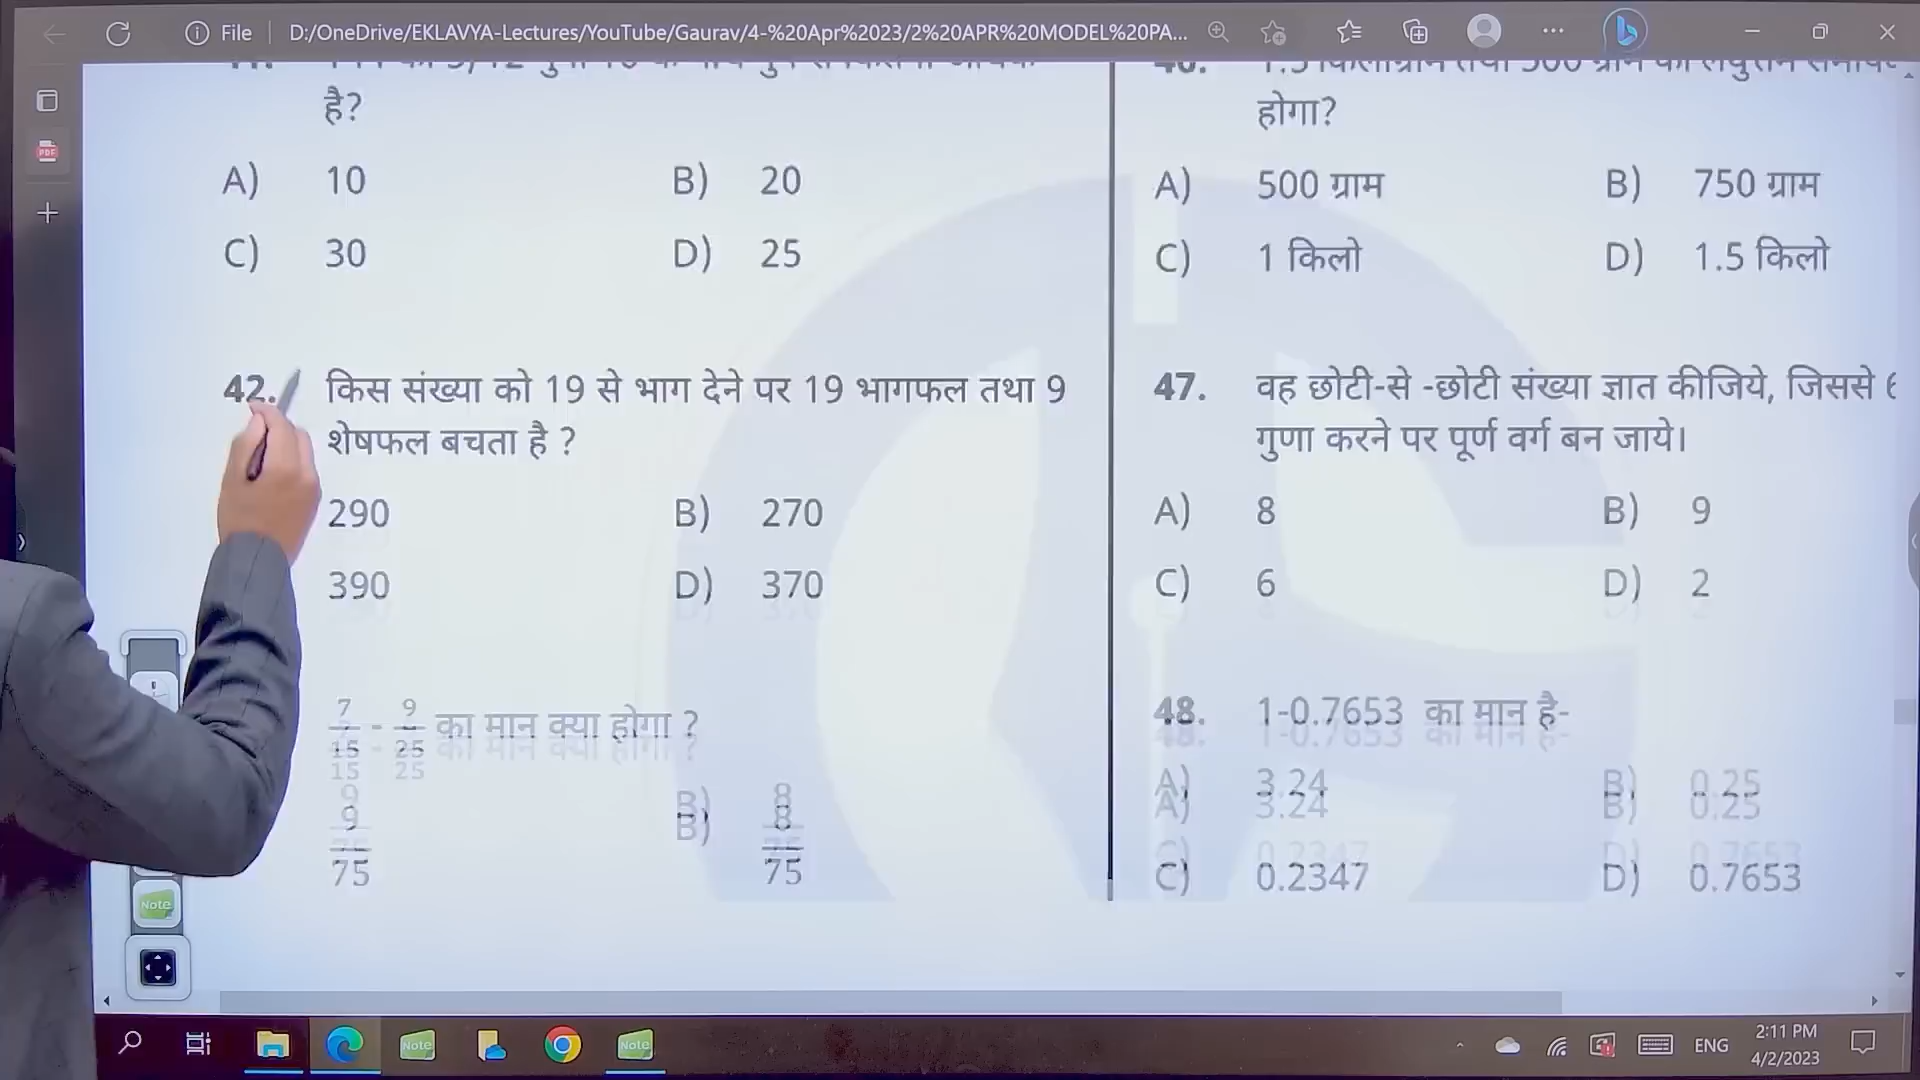 File
D:/OneDrive/EKLAVYA-Lectures/YouTube/Gaurav/4-%20Apr%2023/2%20APR%20MODEL%20PA...
है?
A) 10 B) 20
C) 30 D) 25
42. किस संख्या को 19 से भाग देने पर 19 भागफल तथा 9
शेषफल बचता है ?
290 B) 270
390 D) 370
7/15 - 9/25 का मान क्या होगा ?
9/75 B) 8/75
होगा?
A) 500 ग्राम B) 750 ग्राम
C) 1 किलो D) 1.5 किलो
47. वह छोटी-से -छोटी संख्या ज्ञात कीजिये, जिससे
गुणा करने पर पूर्ण वर्ग बन जाये।
A) 8 B) 9
C) 6 D) 2
48. 1-0.7653 का मान है-
A) 3.24 B) 0.25
C) 0.2347 D) 0.7653
Note
Note
Note
ENG
2:11 PM
4/2/2023